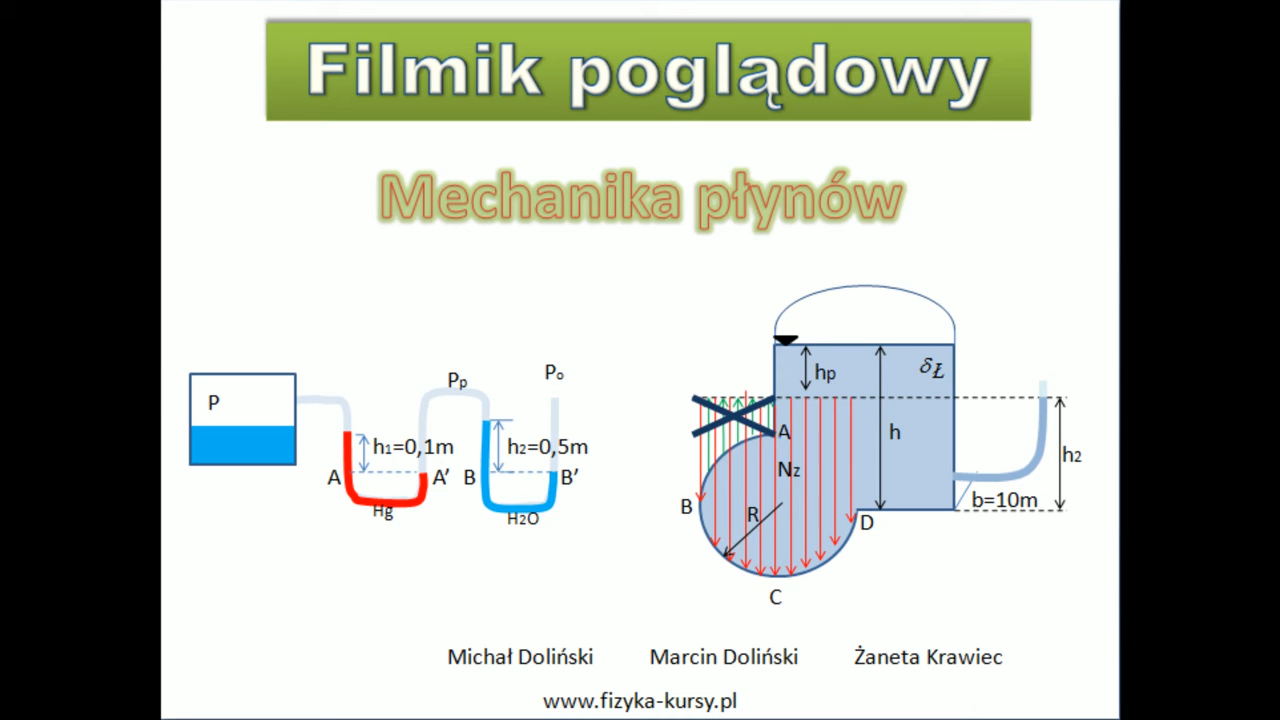 Filmik poglądowy
Mechanika płynów
P
h1=0,1m
A
A’
Hg
Pp
Po
h2=0,5m
B
B’
H2O
hp
δŁ
A
h
Nz
h2
B
R
D
b=10m
C
Michał Doliński
Marcin Doliński
Żaneta Krawiec
www.fizyka-kursy.pl